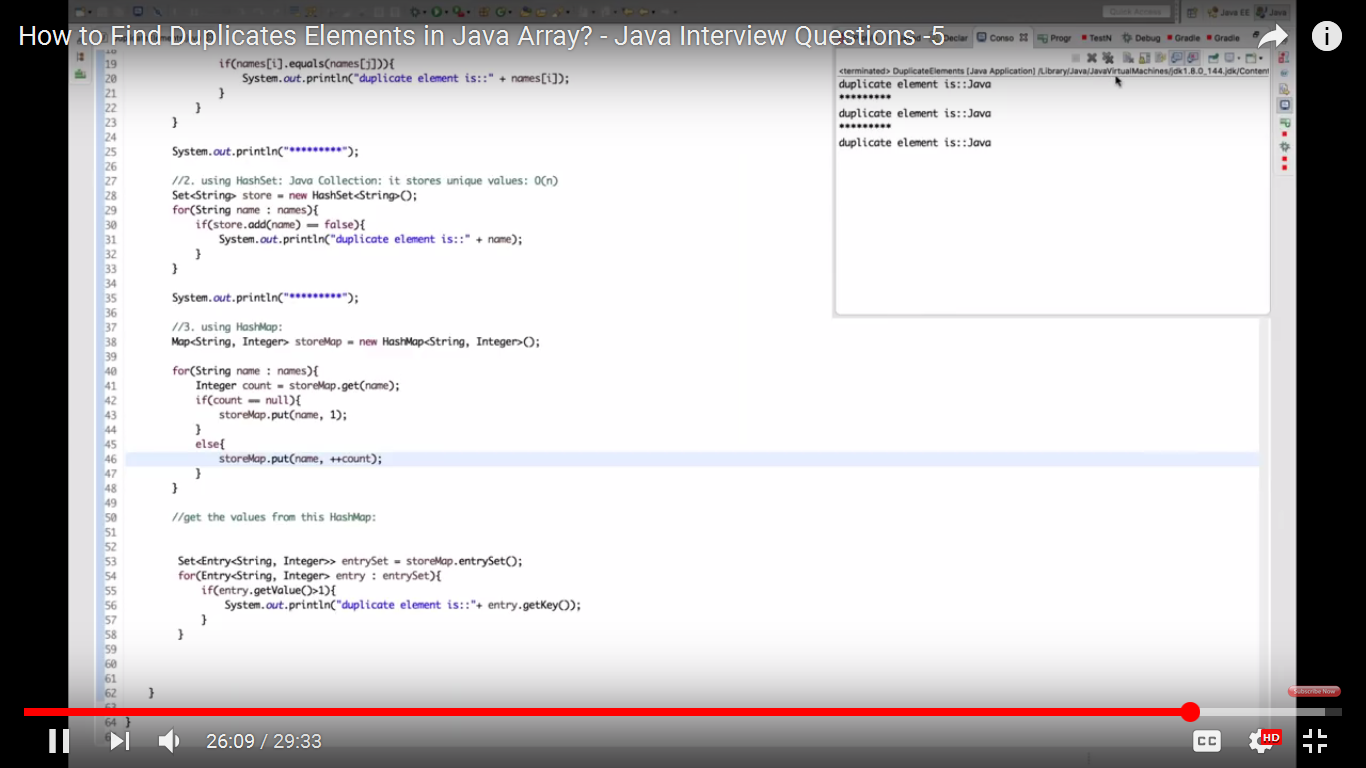 How to Find Duplicates Elements in Java Array? - Java Interview Questions -5
Quick Access
Java EE
Java
Declar
Conso
Progr
TestN
Debug
Gradle
Gradle
<terminated> DuplicateElements [Java Application] /Library/Java/JavaVirtualMachines/jdk1.8.0_144.jdk/Content
duplicate element is::Java
*********
duplicate element is::Java
*********
duplicate element is::Java
19 if(names[i].equals(names[j])){
20 System.out.println("duplicate element is::" + names[i]);
21 }
22 }
23 }
24
25 System.out.println("*********");
26
27 //2. using HashSet: Java Collection: it stores unique values: O(n)
28 Set<String> store = new HashSet<String>();
29 for(String name : names){
30 if(store.add(name) == false){
31 System.out.println("duplicate element is::" + name);
32 }
33 }
34
35 System.out.println("*********");
36
37 //3. using HashMap:
38 Map<String, Integer> storeMap = new HashMap<String, Integer>();
39
40 for(String name : names){
41 Integer count = storeMap.get(name);
42 if(count == null){
43 storeMap.put(name, 1);
44 }
45 else{
46 storeMap.put(name, ++count);
47 }
48 }
49
50 //get the values from this HashMap:
51
52
53 Set<Entry<String, Integer>> entrySet = storeMap.entrySet();
54 for(Entry<String, Integer> entry : entrySet){
55 if(entry.getValue()>1){
56 System.out.println("duplicate element is::"+ entry.getKey());
57 }
58 }
59
60
61
62 }
64 }
Subscribe Now
26:09 / 29:33
CC
HD